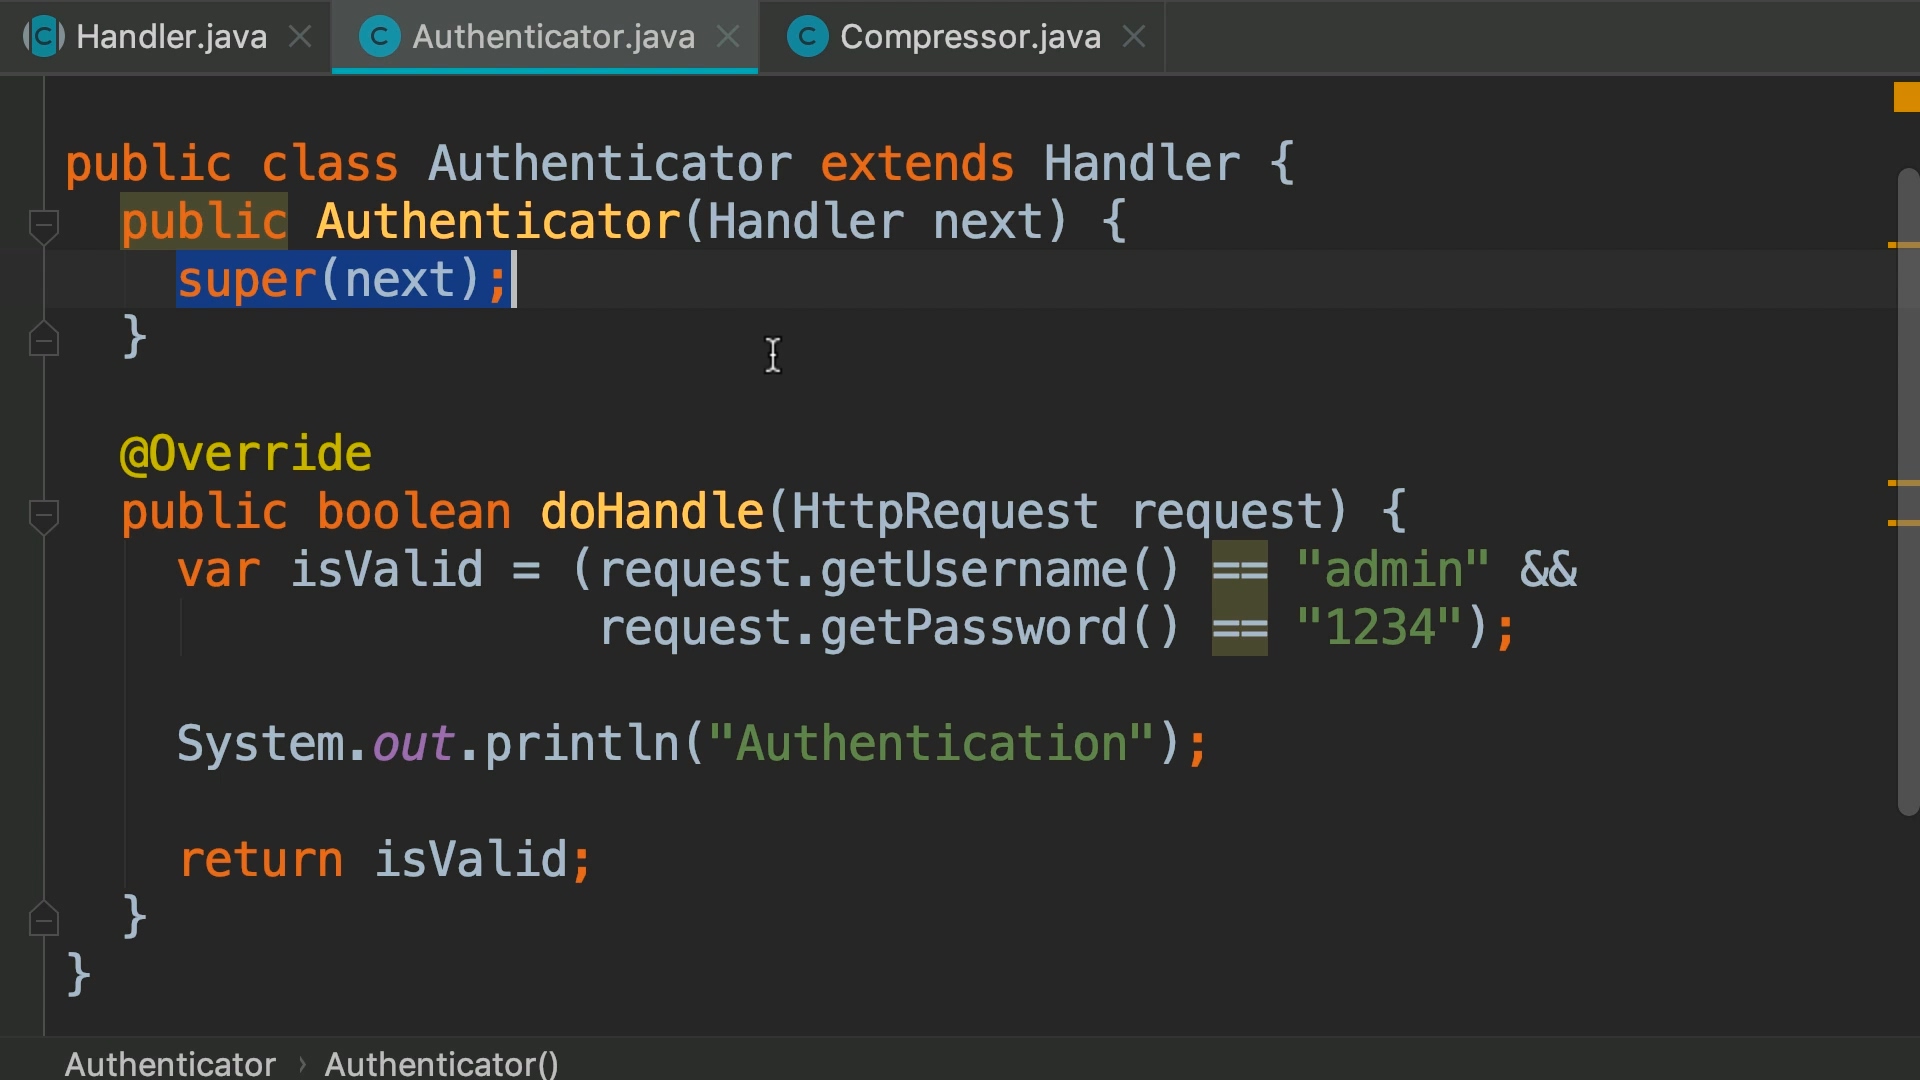 Handler.java
Authenticator.java
Compressor.java
public class Authenticator extends Handler {
public Authenticator(Handler next) {
super(next);
}
@Override
public boolean doHandle(HttpRequest request) {
var isValid = (request.getUsername() == "admin" &&
request.getPassword() == "1234");
System.out.println("Authentication");
return isValid;
}
}
Authenticator › Authenticator()